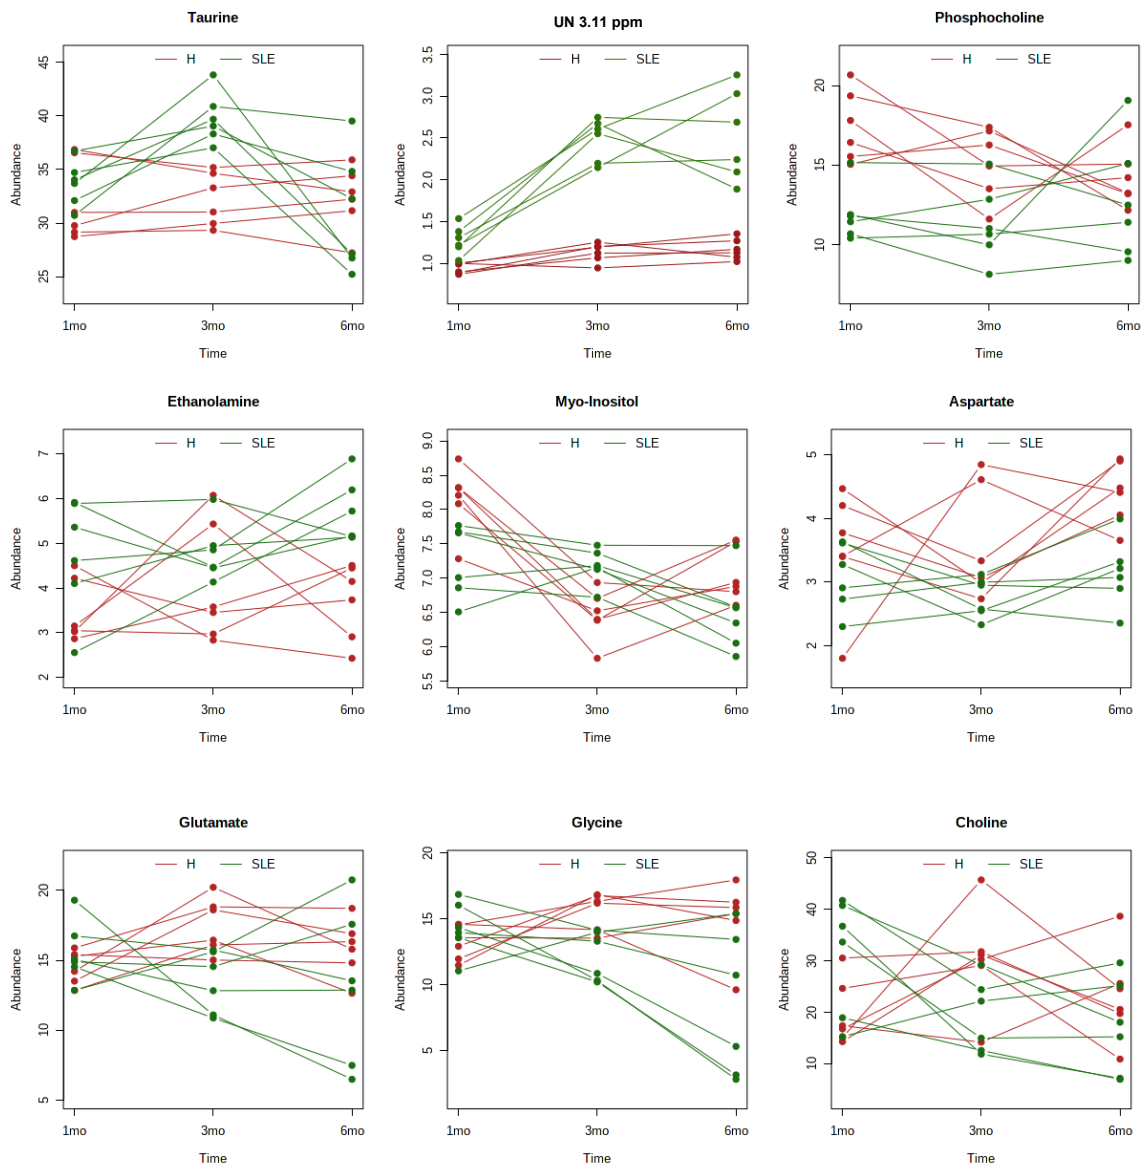 Taurine
H SLE
Abundance
45
40
35
30
25
1mo 3mo 6mo
Time
UN 3.11 ppm
H SLE
Abundance
3.5
3.0
2.5
2.0
1.5
1.0
1mo 3mo 6mo
Time
Phosphocholine
H SLE
Abundance
20
15
10
1mo 3mo 6mo
Time
Ethanolamine
H SLE
Abundance
7
6
5
4
3
2
1mo 3mo 6mo
Time
Myo-Inositol
H SLE
Abundance
9.0
8.5
8.0
7.5
7.0
6.5
6.0
5.5
1mo 3mo 6mo
Time
Aspartate
H SLE
Abundance
5
4
3
2
1mo 3mo 6mo
Time
Glutamate
H SLE
Abundance
20
15
10
5
1mo 3mo 6mo
Time
Glycine
H SLE
Abundance
20
15
10
5
1mo 3mo 6mo
Time
Choline
H SLE
Abundance
50
40
30
20
10
1mo 3mo 6mo
Time